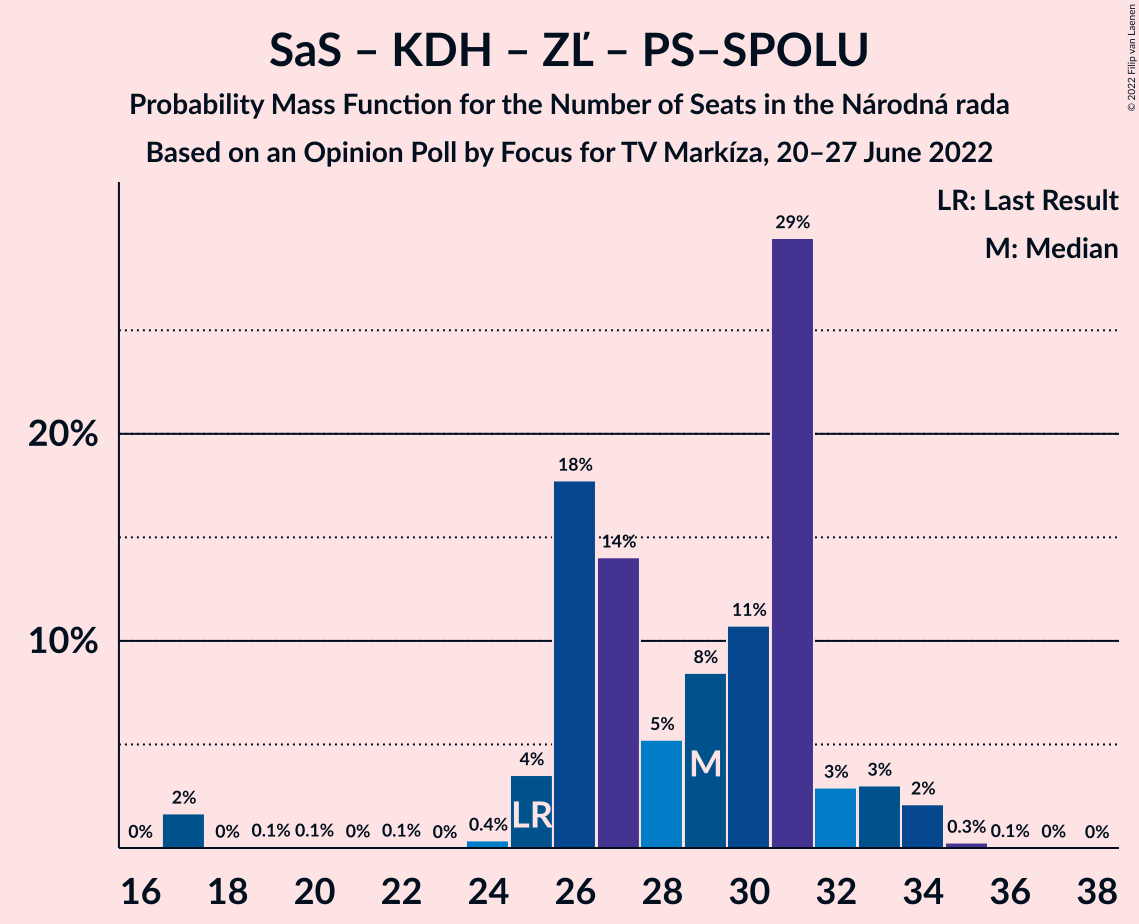 SaS – KDH – ZĽ – PS–SPOLU
Probability Mass Function for the Number of Seats in the Národná rada
Based on an Opinion Poll by Focus for TV Markíza, 20–27 June 2022
© 2022 Filip van Laenen
LR: Last Result
M: Median
20%
10%
0% 2% 0% 0.1% 0.1% 0% 0.1% 0% 0.4% 4% 18% 14% 5% 8% 11% 29% 3% 3% 2% 0.3% 0.1% 0% 0%
LR M
16 18 20 22 24 26 28 30 32 34 36 38